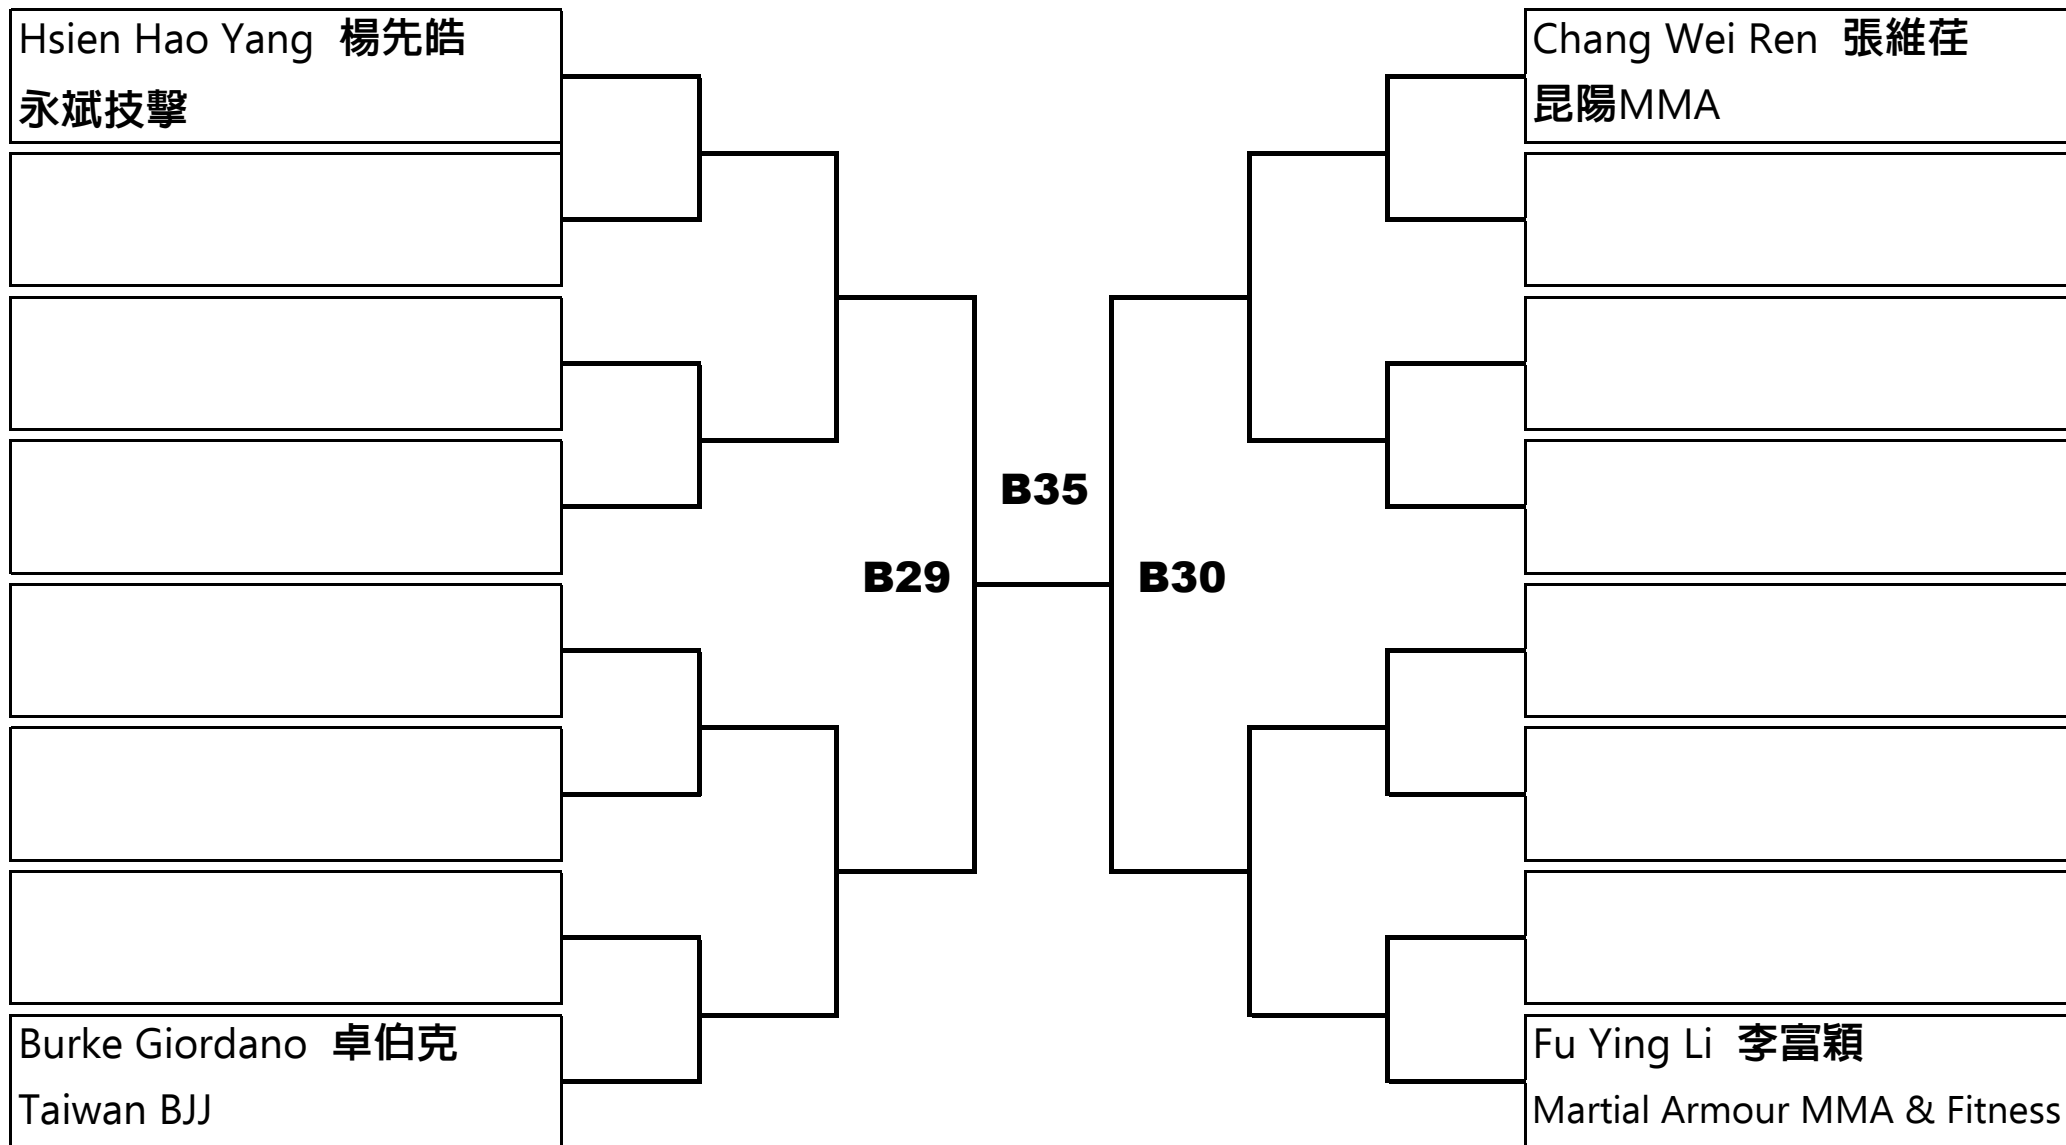 Hsien Hao Yang 楊先皓
永斌技擊
Burke Giordano 卓伯克
Taiwan BJJ
B29
B35
B30
Chang Wei Ren 張維荏
昆陽MMA
Fu Ying Li 李富穎
Martial Armour MMA & Fitness